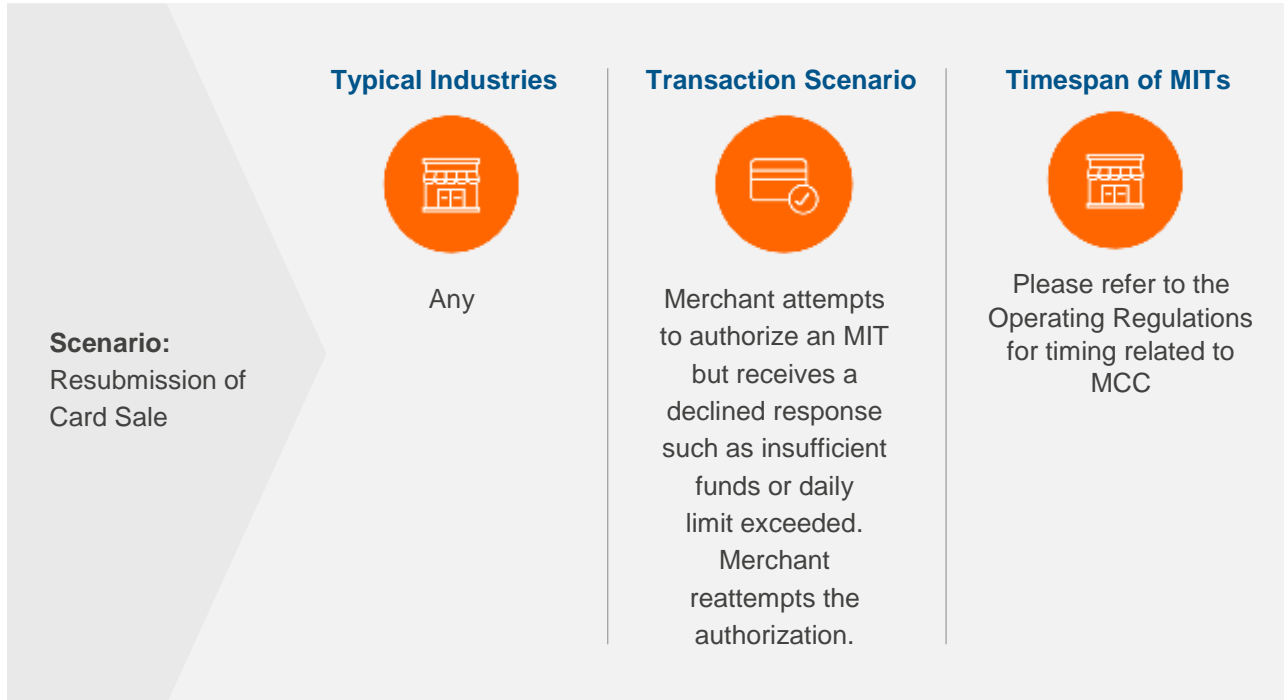 Scenario:
Resubmission of
Card Sale
Typical Industries
Any
Transaction Scenario
Merchant attempts
to authorize an MIT
but receives a
declined response
such as insufficient
funds or daily
limit exceeded.
Merchant
reattempts the
authorization.
Timespan of MITs
Please refer to the
Operating Regulations
for timing related to
MCC